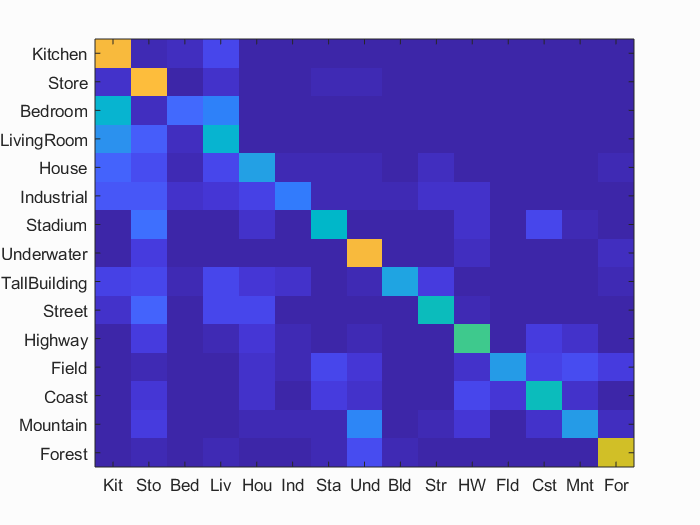 Kitchen
Store
Bedroom
LivingRoom
House
Industrial
Stadium
Underwater
TallBuilding
Street
Highway
Field
Coast
Mountain
Forest
Kit Sto Bed Liv Hou Ind Sta Und Bld Str HW Fld Cst Mnt For